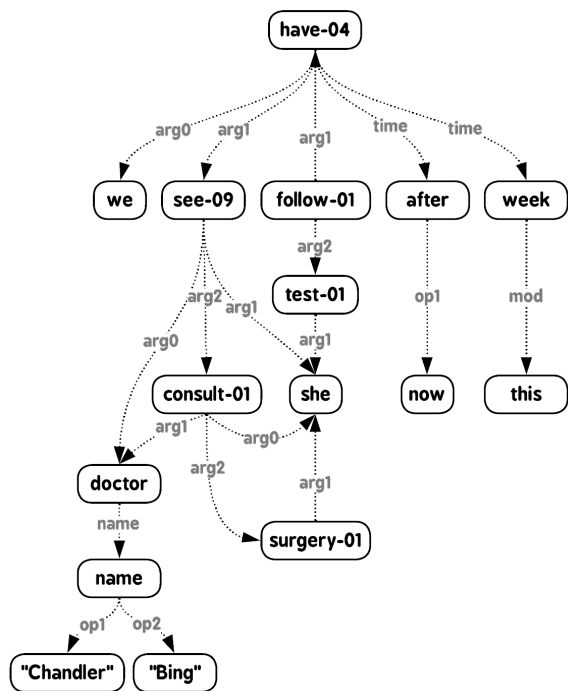 have-04
arg0 arg1 arg1 time time
we see-09 follow-01 after week
arg2
arg2 arg1 test-01 op1 mod
arg0 arg1
consult-01 she now this
arg1 arg0
arg2
doctor arg1
name surgery-01
name
op1 op2
"Chandler" "Bing"